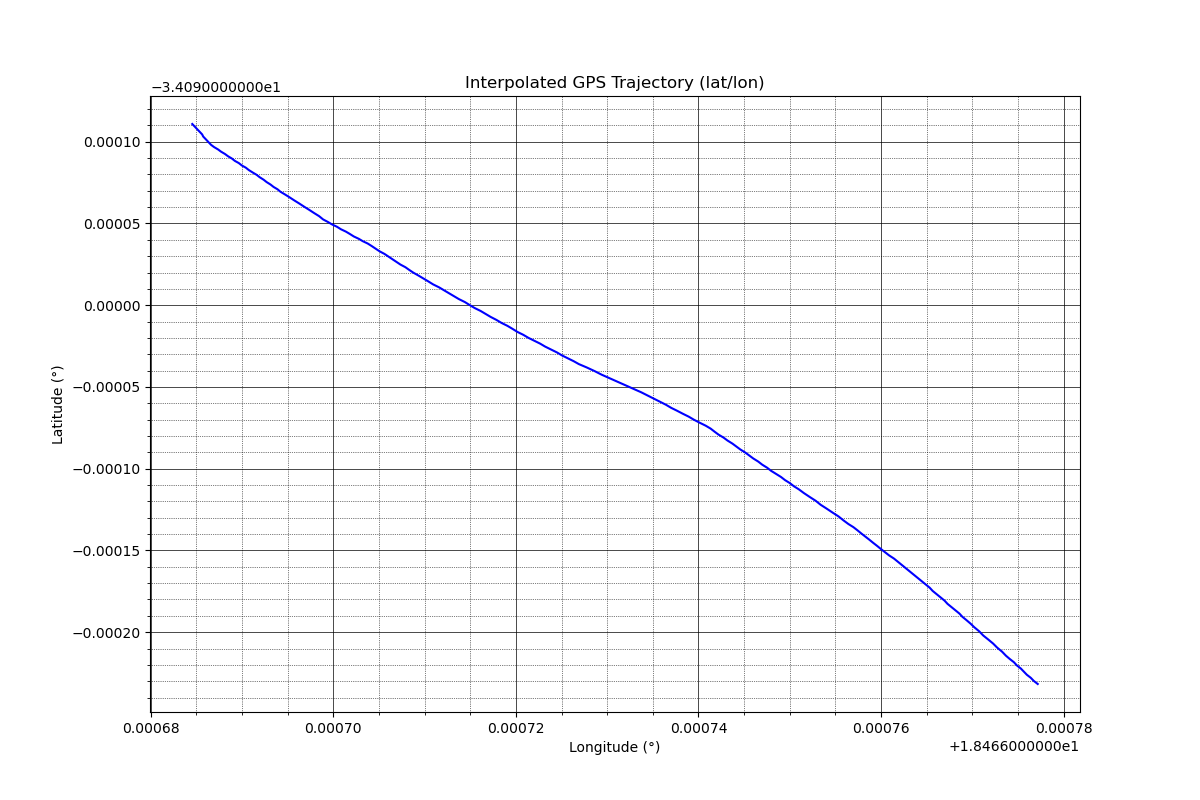 Interpolated GPS Trajectory (lat/lon)
−3.4090000000e1
0.00010
0.00005
0.00000
−0.00005
−0.00010
−0.00015
−0.00020
Latitude (°)
0.00068 0.00070 0.00072 0.00074 0.00076 0.00078
Longitude (°)
+1.8466000000e1